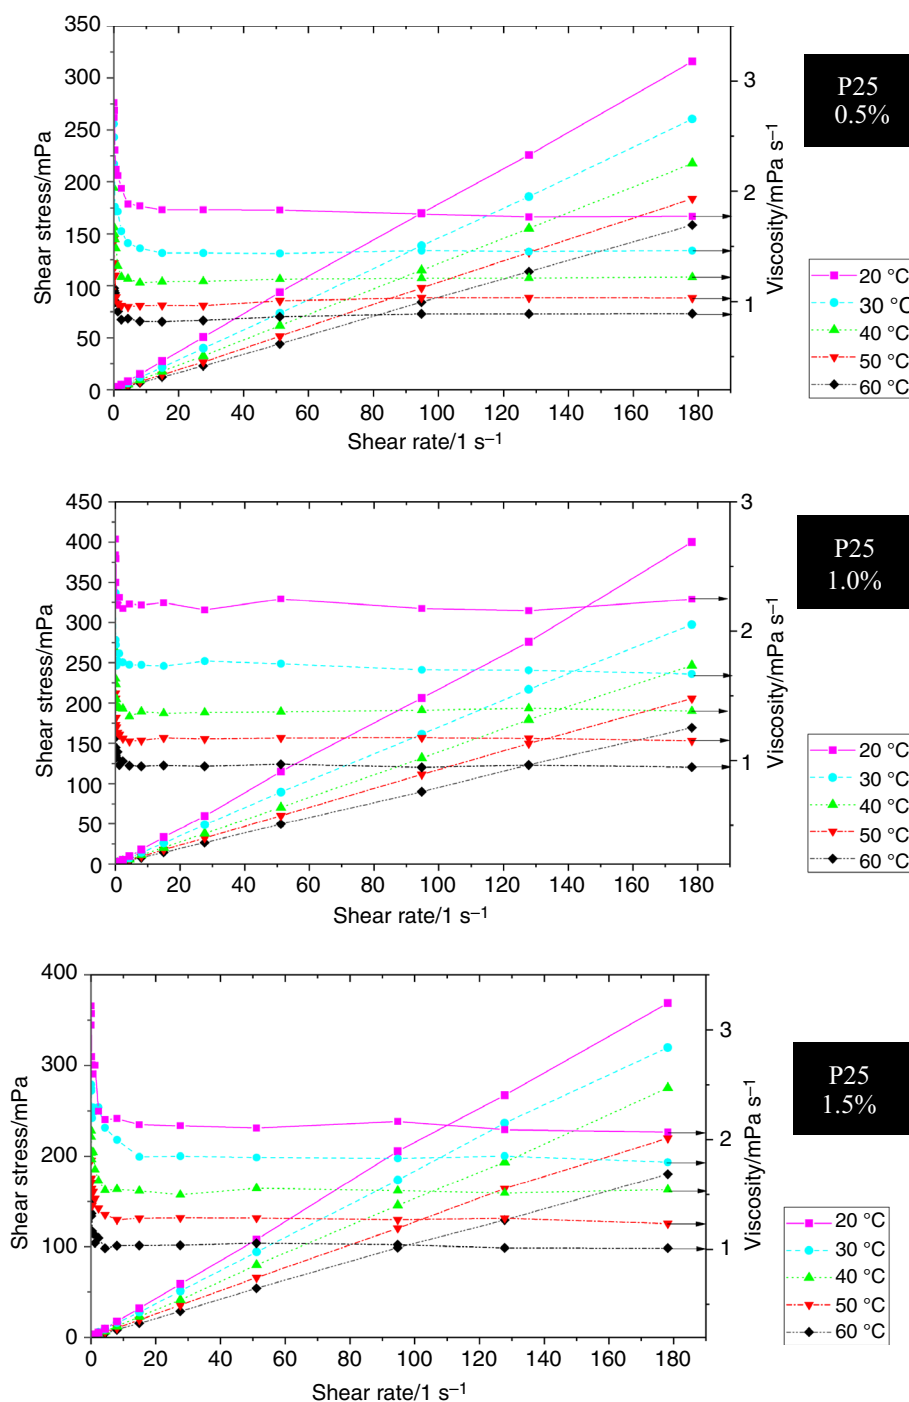 350
300
250
200
150
100
50
0
Shear stress/mPa
0 20 40 60 80 100 120 140 160 180
Shear rate/1 s⁻¹
3
2
1
Viscosity/mPa s⁻¹
P25
0.5%
20 °C
30 °C
40 °C
50 °C
60 °C
450
400
350
300
250
200
150
100
50
0
Shear stress/mPa
0 20 40 60 80 100 120 140 160 180
Shear rate/1 s⁻¹
3
2
1
Viscosity/mPa s⁻¹
P25
1.0%
20 °C
30 °C
40 °C
50 °C
60 °C
400
300
200
100
0
Shear stress/mPa
0 20 40 60 80 100 120 140 160 180
Shear rate/1 s⁻¹
3
2
1
Viscosity/mPa s⁻¹
P25
1.5%
20 °C
30 °C
40 °C
50 °C
60 °C